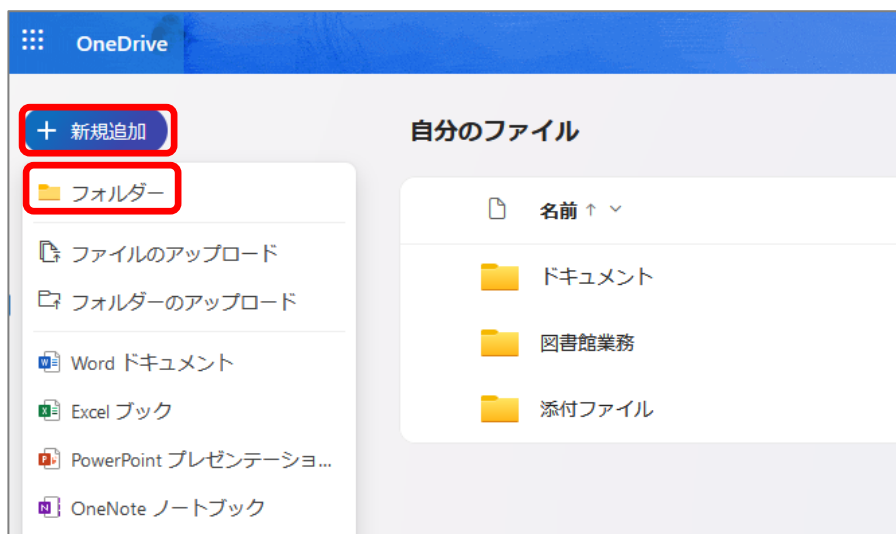 OneDrive
新規追加
自分のファイル
フォルダー
名前
ファイルのアップロード
ドキュメント
フォルダーのアップロード
図書館業務
Word ドキュメント
添付ファイル
Excel ブック
PowerPoint プレゼンテーショ...
OneNote ノートブック